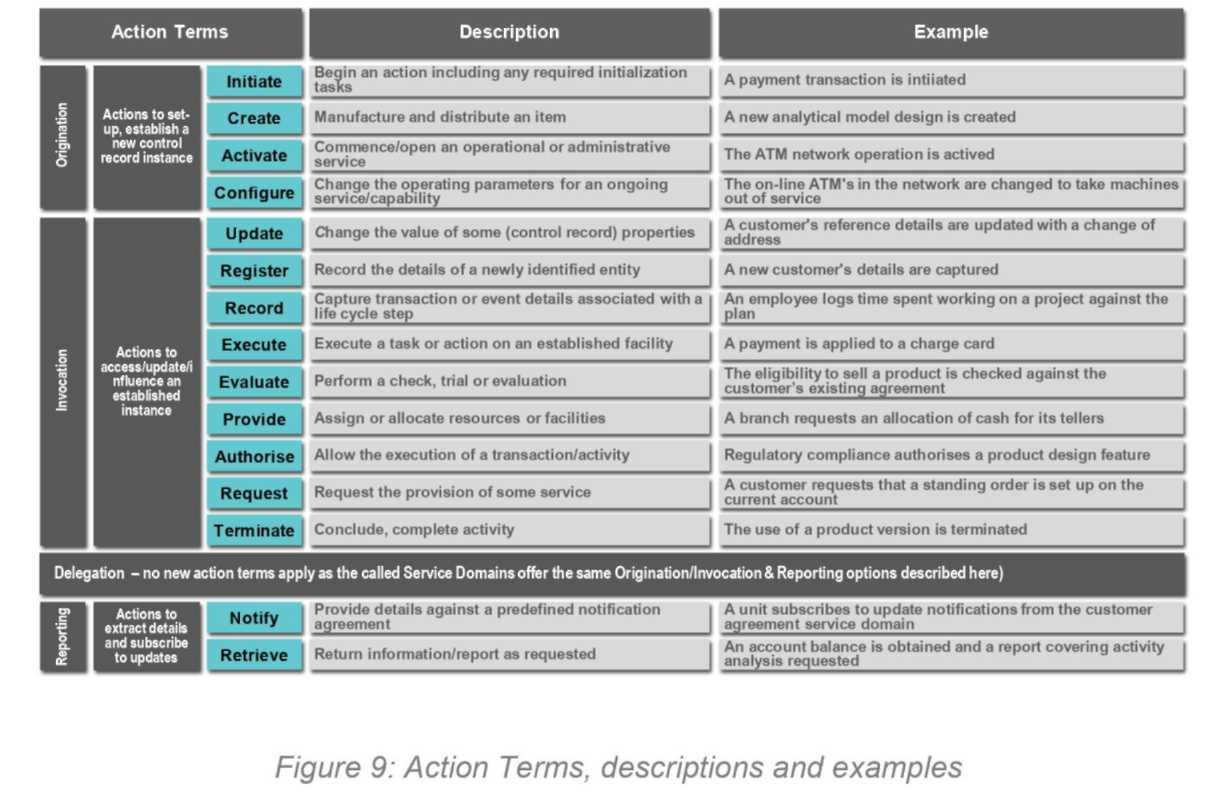 Action Terms Description Example
Origination
Actions to set-
up, establish a
new control
record instance
Initiate
Begin an action including any required initialization
tasks
A payment transaction is intiiated
Create
Manufacture and distribute an item
A new analytical model design is created
Activate
Commence/open an operational or administrative
service
The ATM network operation is actived
Configure
Change the operating parameters for an ongoing
service/capability
The on-line ATM's in the network are changed to take machines
out of service
Invocation
Actions to
access/update/i
nfluence an
established
instance
Update
Change the value of some (control record) properties
A customer's reference details are updated with a change of
address
Register
Record the details of a newly identified entity
A new customer's details are captured
Record
Capture transaction or event details associated with a
life cycle step
An employee logs time spent working on a project against the
plan
Execute
Execute a task or action on an established facility
A payment is applied to a charge card
Evaluate
Perform a check, trial or evaluation
The eligibility to sell a product is checked against the
customer's existing agreement
Provide
Assign or allocate resources or facilities
A branch requests an allocation of cash for its tellers
Authorise
Allow the execution of a transaction/activity
Regulatory compliance authorises a product design feature
Request
Request the provision of some service
A customer requests that a standing order is set up on the
current account
Terminate
Conclude, complete activity
The use of a product version is terminated
Delegation – no new action terms apply as the called Service Domains offer the same Origination/Invocation & Reporting options described here)
Reporting
Actions to
extract details
and subscribe
to updates
Notify
Provide details against a predefined notification
agreement
A unit subscribes to update notifications from the customer
agreement service domain
Retrieve
Return information/report as requested
An account balance is obtained and a report covering activity
analysis requested
Figure 9: Action Terms, descriptions and examples